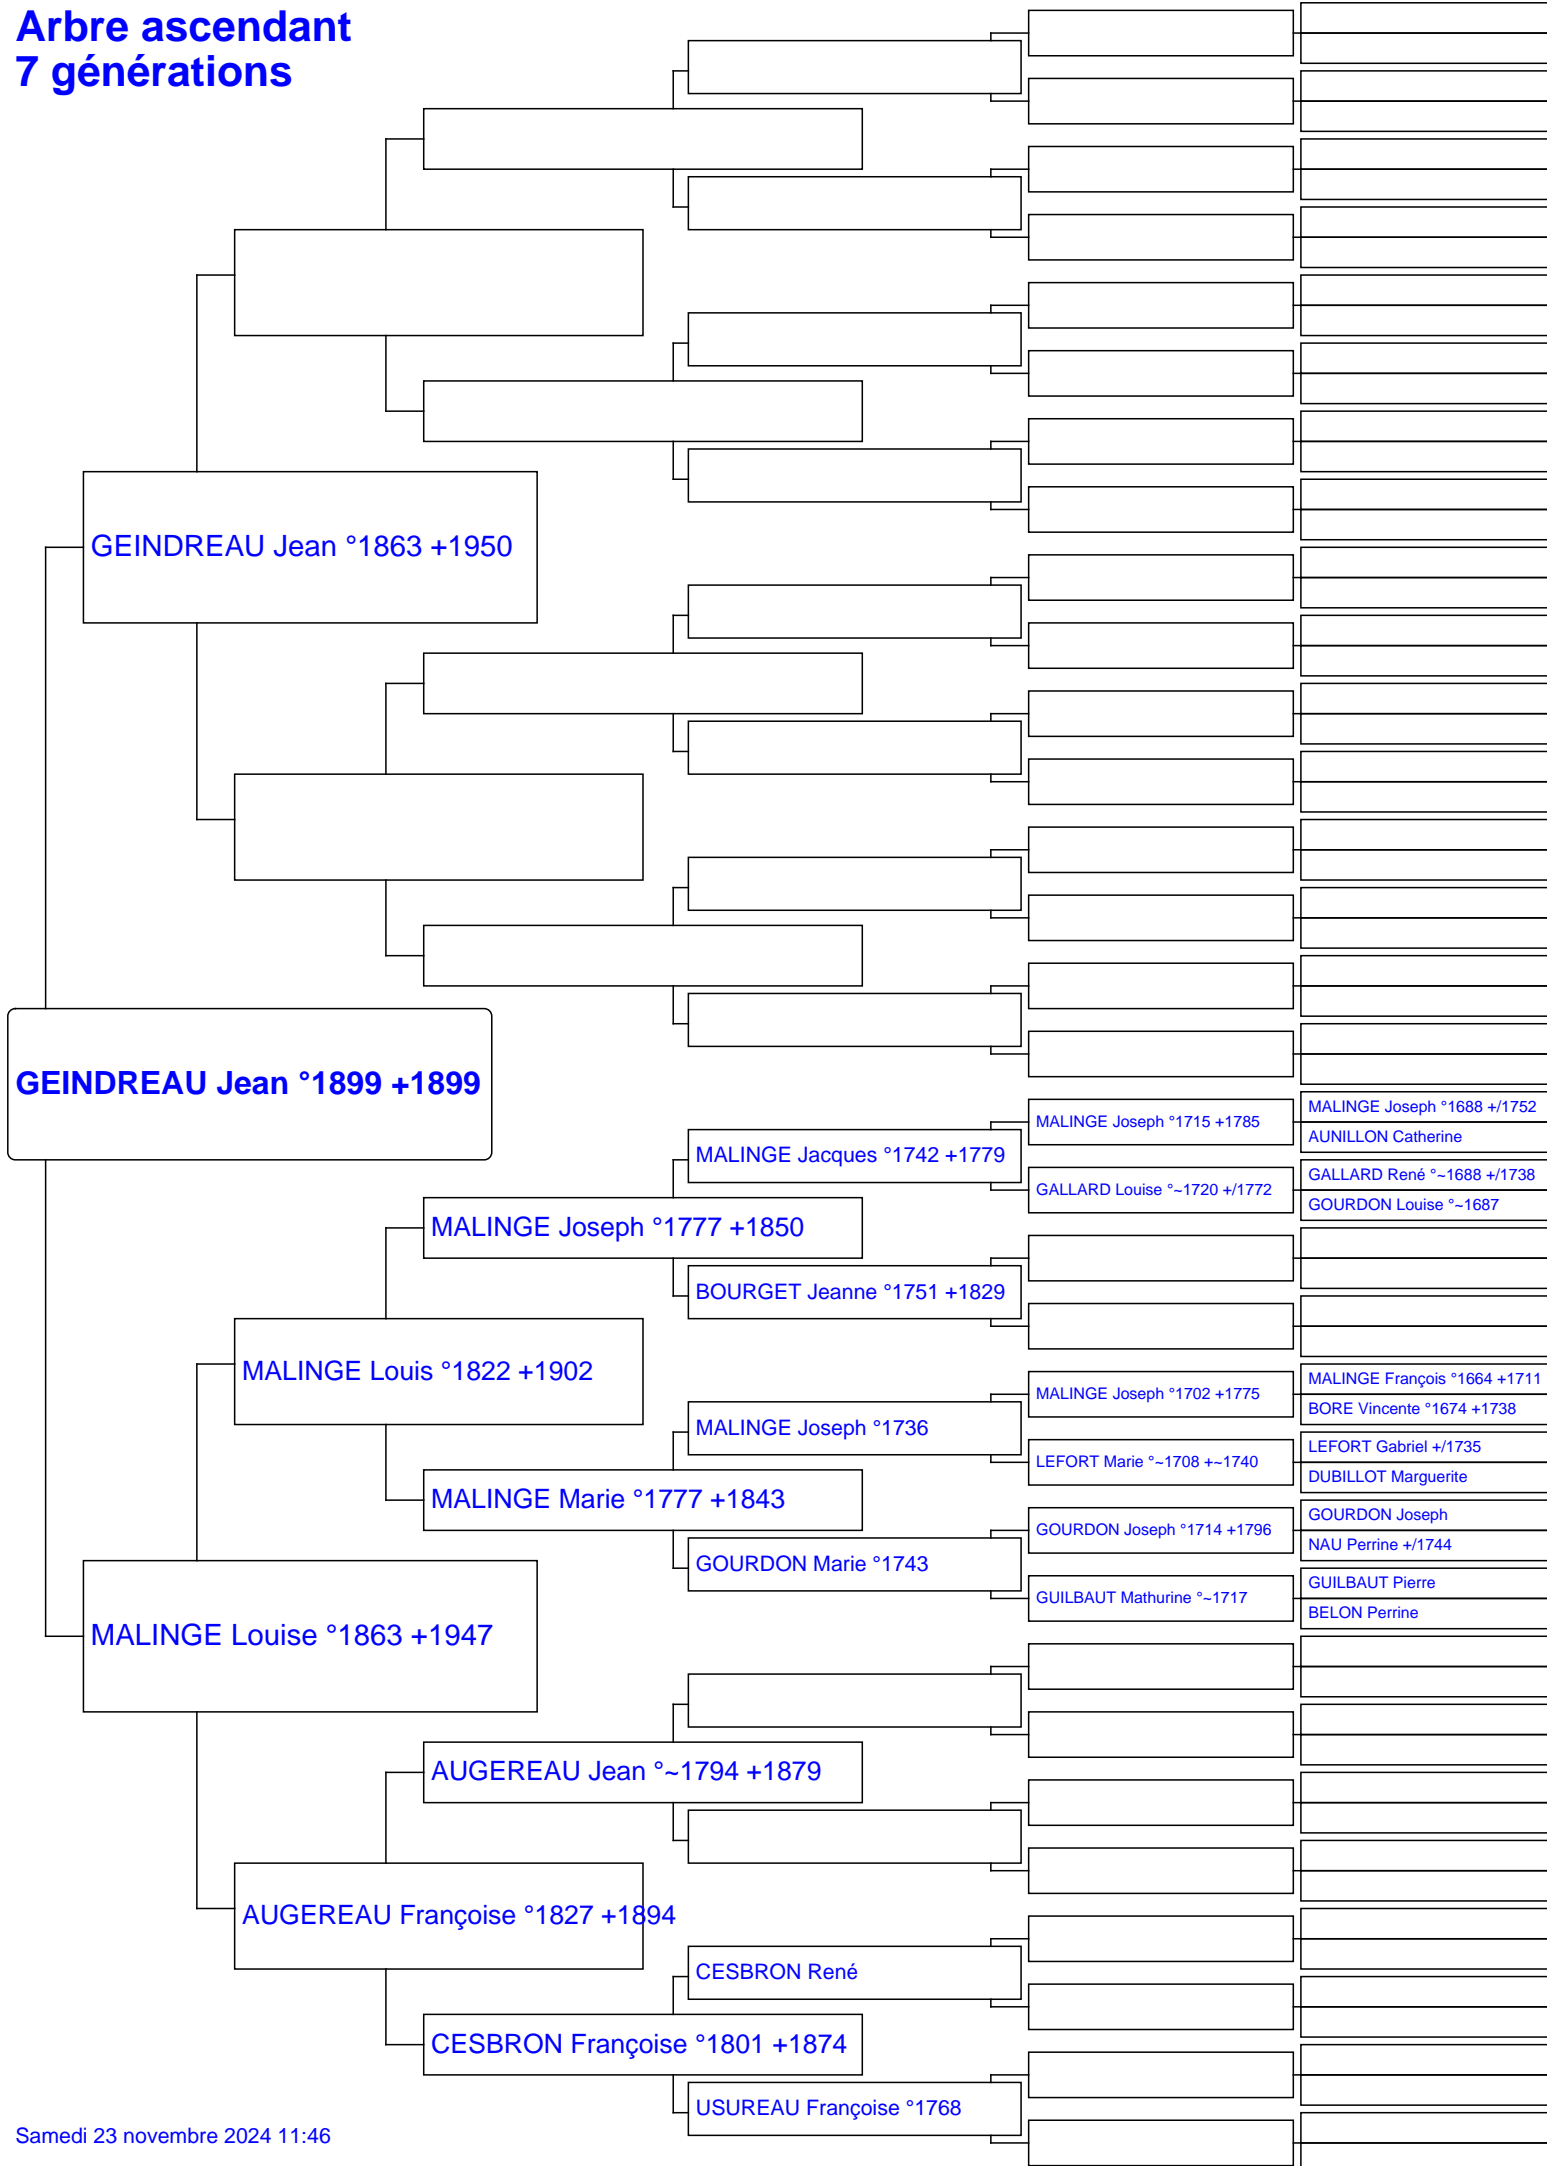 Arbre ascendant
7 générations
GEINDREAU Jean °1863 +1950
GEINDREAU Jean °1899 +1899
MALINGE Joseph °1688 +/1752
MALINGE Joseph °1715 +1785
AUNILLON Catherine
MALINGE Jacques °1742 +1779
GALLARD René °~1688 +/1738
GALLARD Louise °~1720 +/1772
GOURDON Louise °~1687
MALINGE Joseph °1777 +1850
BOURGET Jeanne °1751 +1829
MALINGE Louis °1822 +1902
MALINGE François °1664 +1711
MALINGE Joseph °1702 +1775
BORE Vincente °1674 +1738
MALINGE Joseph °1736
LEFORT Gabriel +/1735
LEFORT Marie °~1708 +~1740
DUBILLOT Marguerite
MALINGE Marie °1777 +1843
GOURDON Joseph
GOURDON Joseph °1714 +1796
NAU Perrine +/1744
GOURDON Marie °1743
GUILBAUT Pierre
GUILBAUT Mathurine °~1717
BELON Perrine
MALINGE Louise °1863 +1947
AUGEREAU Jean °~1794 +1879
AUGEREAU Françoise °1827 +1894
CESBRON René
CESBRON Françoise °1801 +1874
USUREAU Françoise °1768
Samedi 23 novembre 2024 11:46